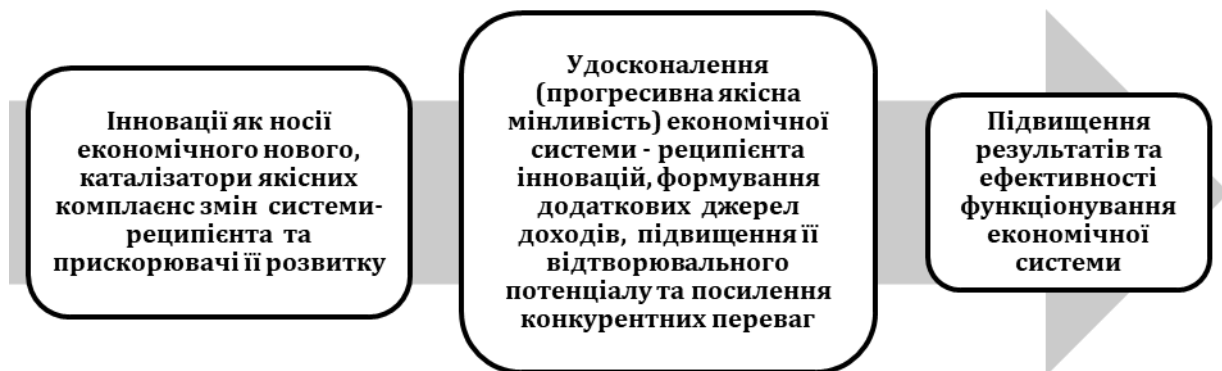 Інновації як носії
економічного нового,
каталізатори якісних
комплаєнс змін системи-
реципієнта та
прискорювачі її розвитку
Удосконалення
(прогресивна якісна
мінливість) економічної
системи - реципієнта
інновацій, формування
додаткових джерел
доходів, підвищення її
відтворювального
потенціалу та посилення
конкурентних переваг
Підвищення
результатів та
ефективності
функціонування
економічної
системи